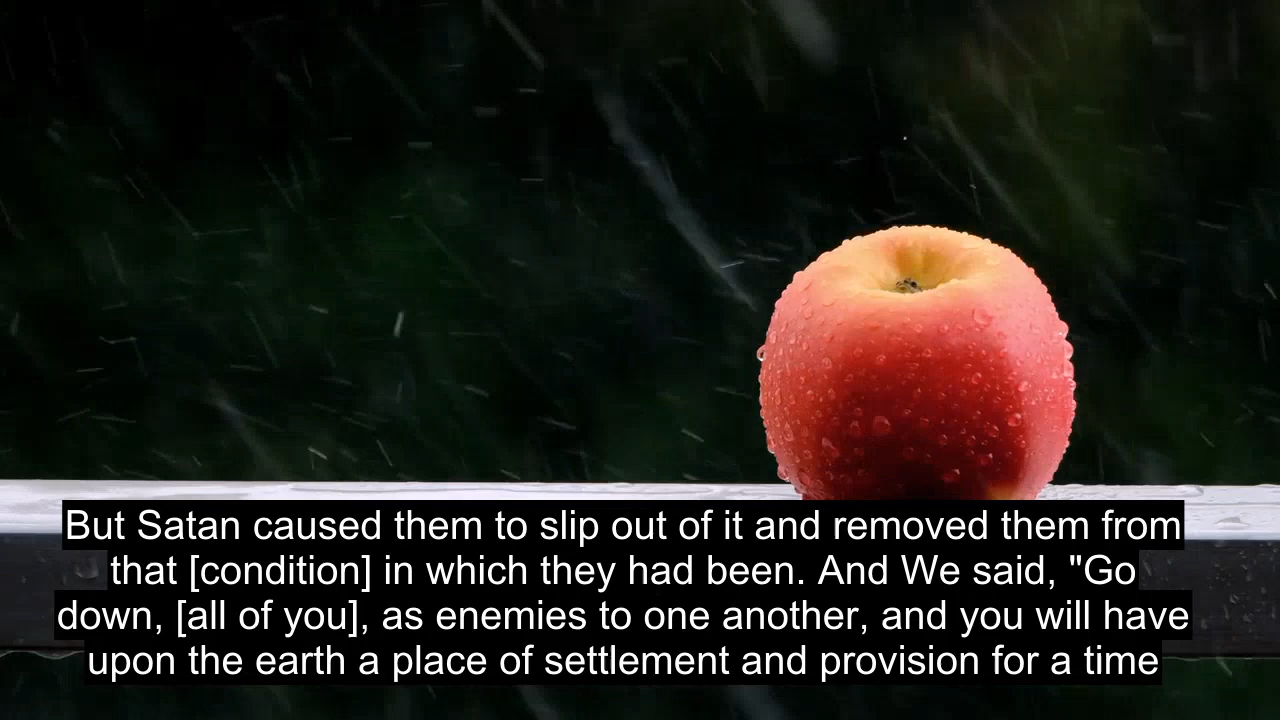 But Satan caused them to slip out of it and removed them from
that [condition] in which they had been. And We said, "Go
down, [all of you], as enemies to one another, and you will have
upon the earth a place of settlement and provision for a time